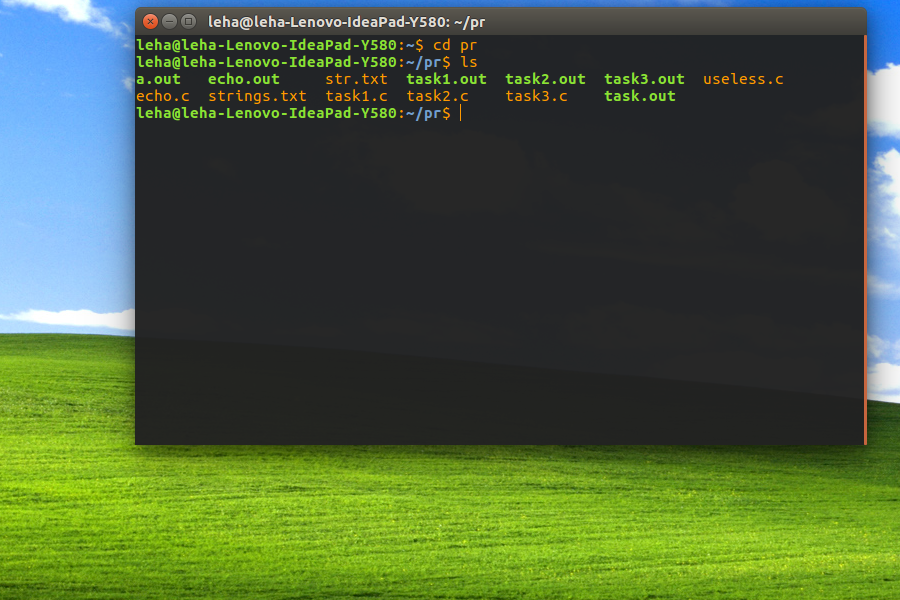 leha@leha-Lenovo-IdeaPad-Y580: ~/pr
leha@leha-Lenovo-IdeaPad-Y580:~$ cd pr
leha@leha-Lenovo-IdeaPad-Y580:~/pr$ ls
a.out echo.out str.txt task1.out task2.out task3.out useless.c
echo.c strings.txt task1.c task2.c task3.c task.out
leha@leha-Lenovo-IdeaPad-Y580:~/pr$